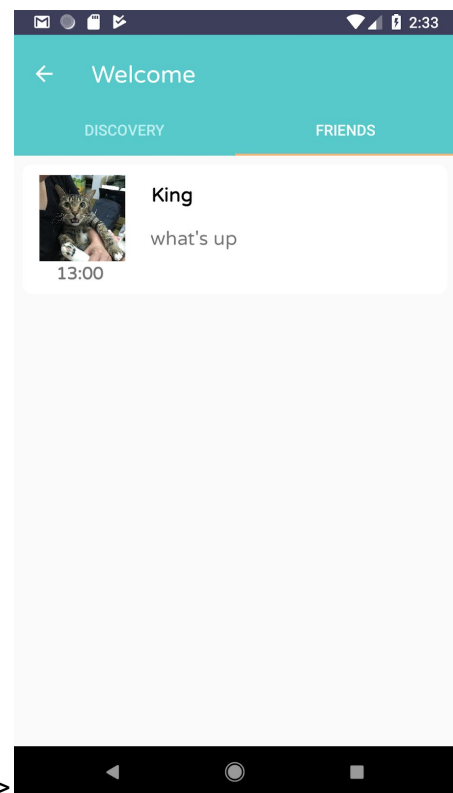 2:33
Welcome
DISCOVERY
FRIENDS
King
what's up
13:00
>